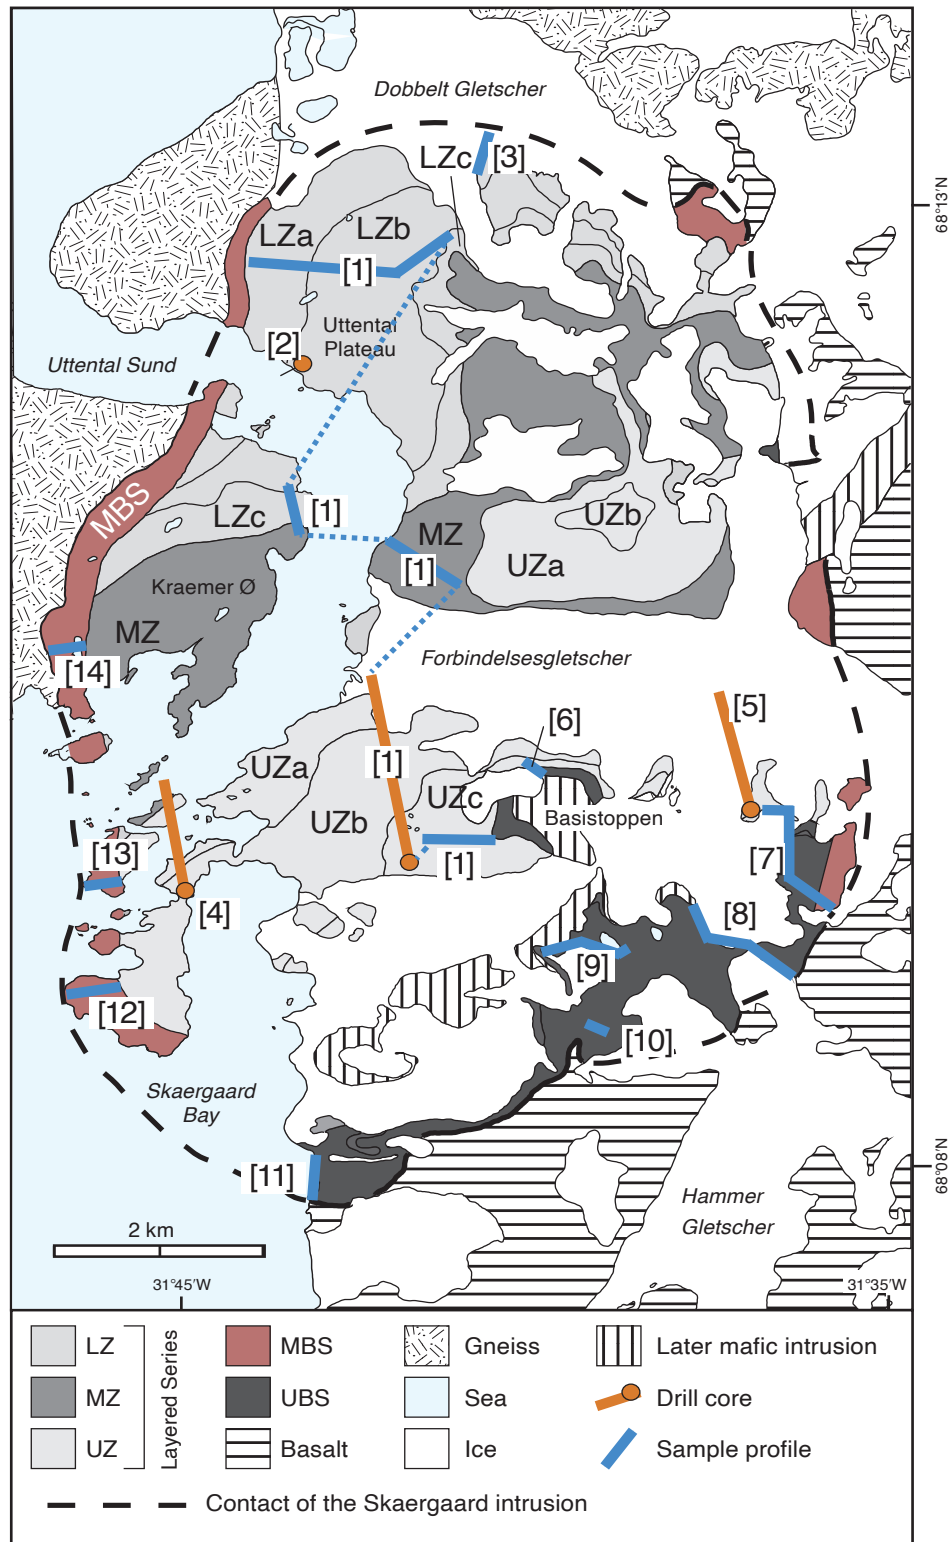 Dobbelt Gletscher
LZc
[3]
68°13′N
LZa
LZb
[1]
[2]
Uttental
Plateau
Uttental Sund
MBS
LZc
[1]
MZ
UZb
[1]
UZa
Kraemer Ø
MZ
[14]
Forbindelsesgletscher
[6]
[5]
UZa
[1]
UZc
UZb
Basistoppen
[13]
[1]
[7]
[4]
[8]
[9]
[12]
[10]
Skaergaard
Bay
[11]
68°08′N
Hammer
Gletscher
2 km
31°45′W
31°35′W
LZ
MZ
UZ
Layered Series
MBS
UBS
Basalt
Gneiss
Sea
Ice
Later mafic intrusion
Drill core
Sample profile
Contact of the Skaergaard intrusion